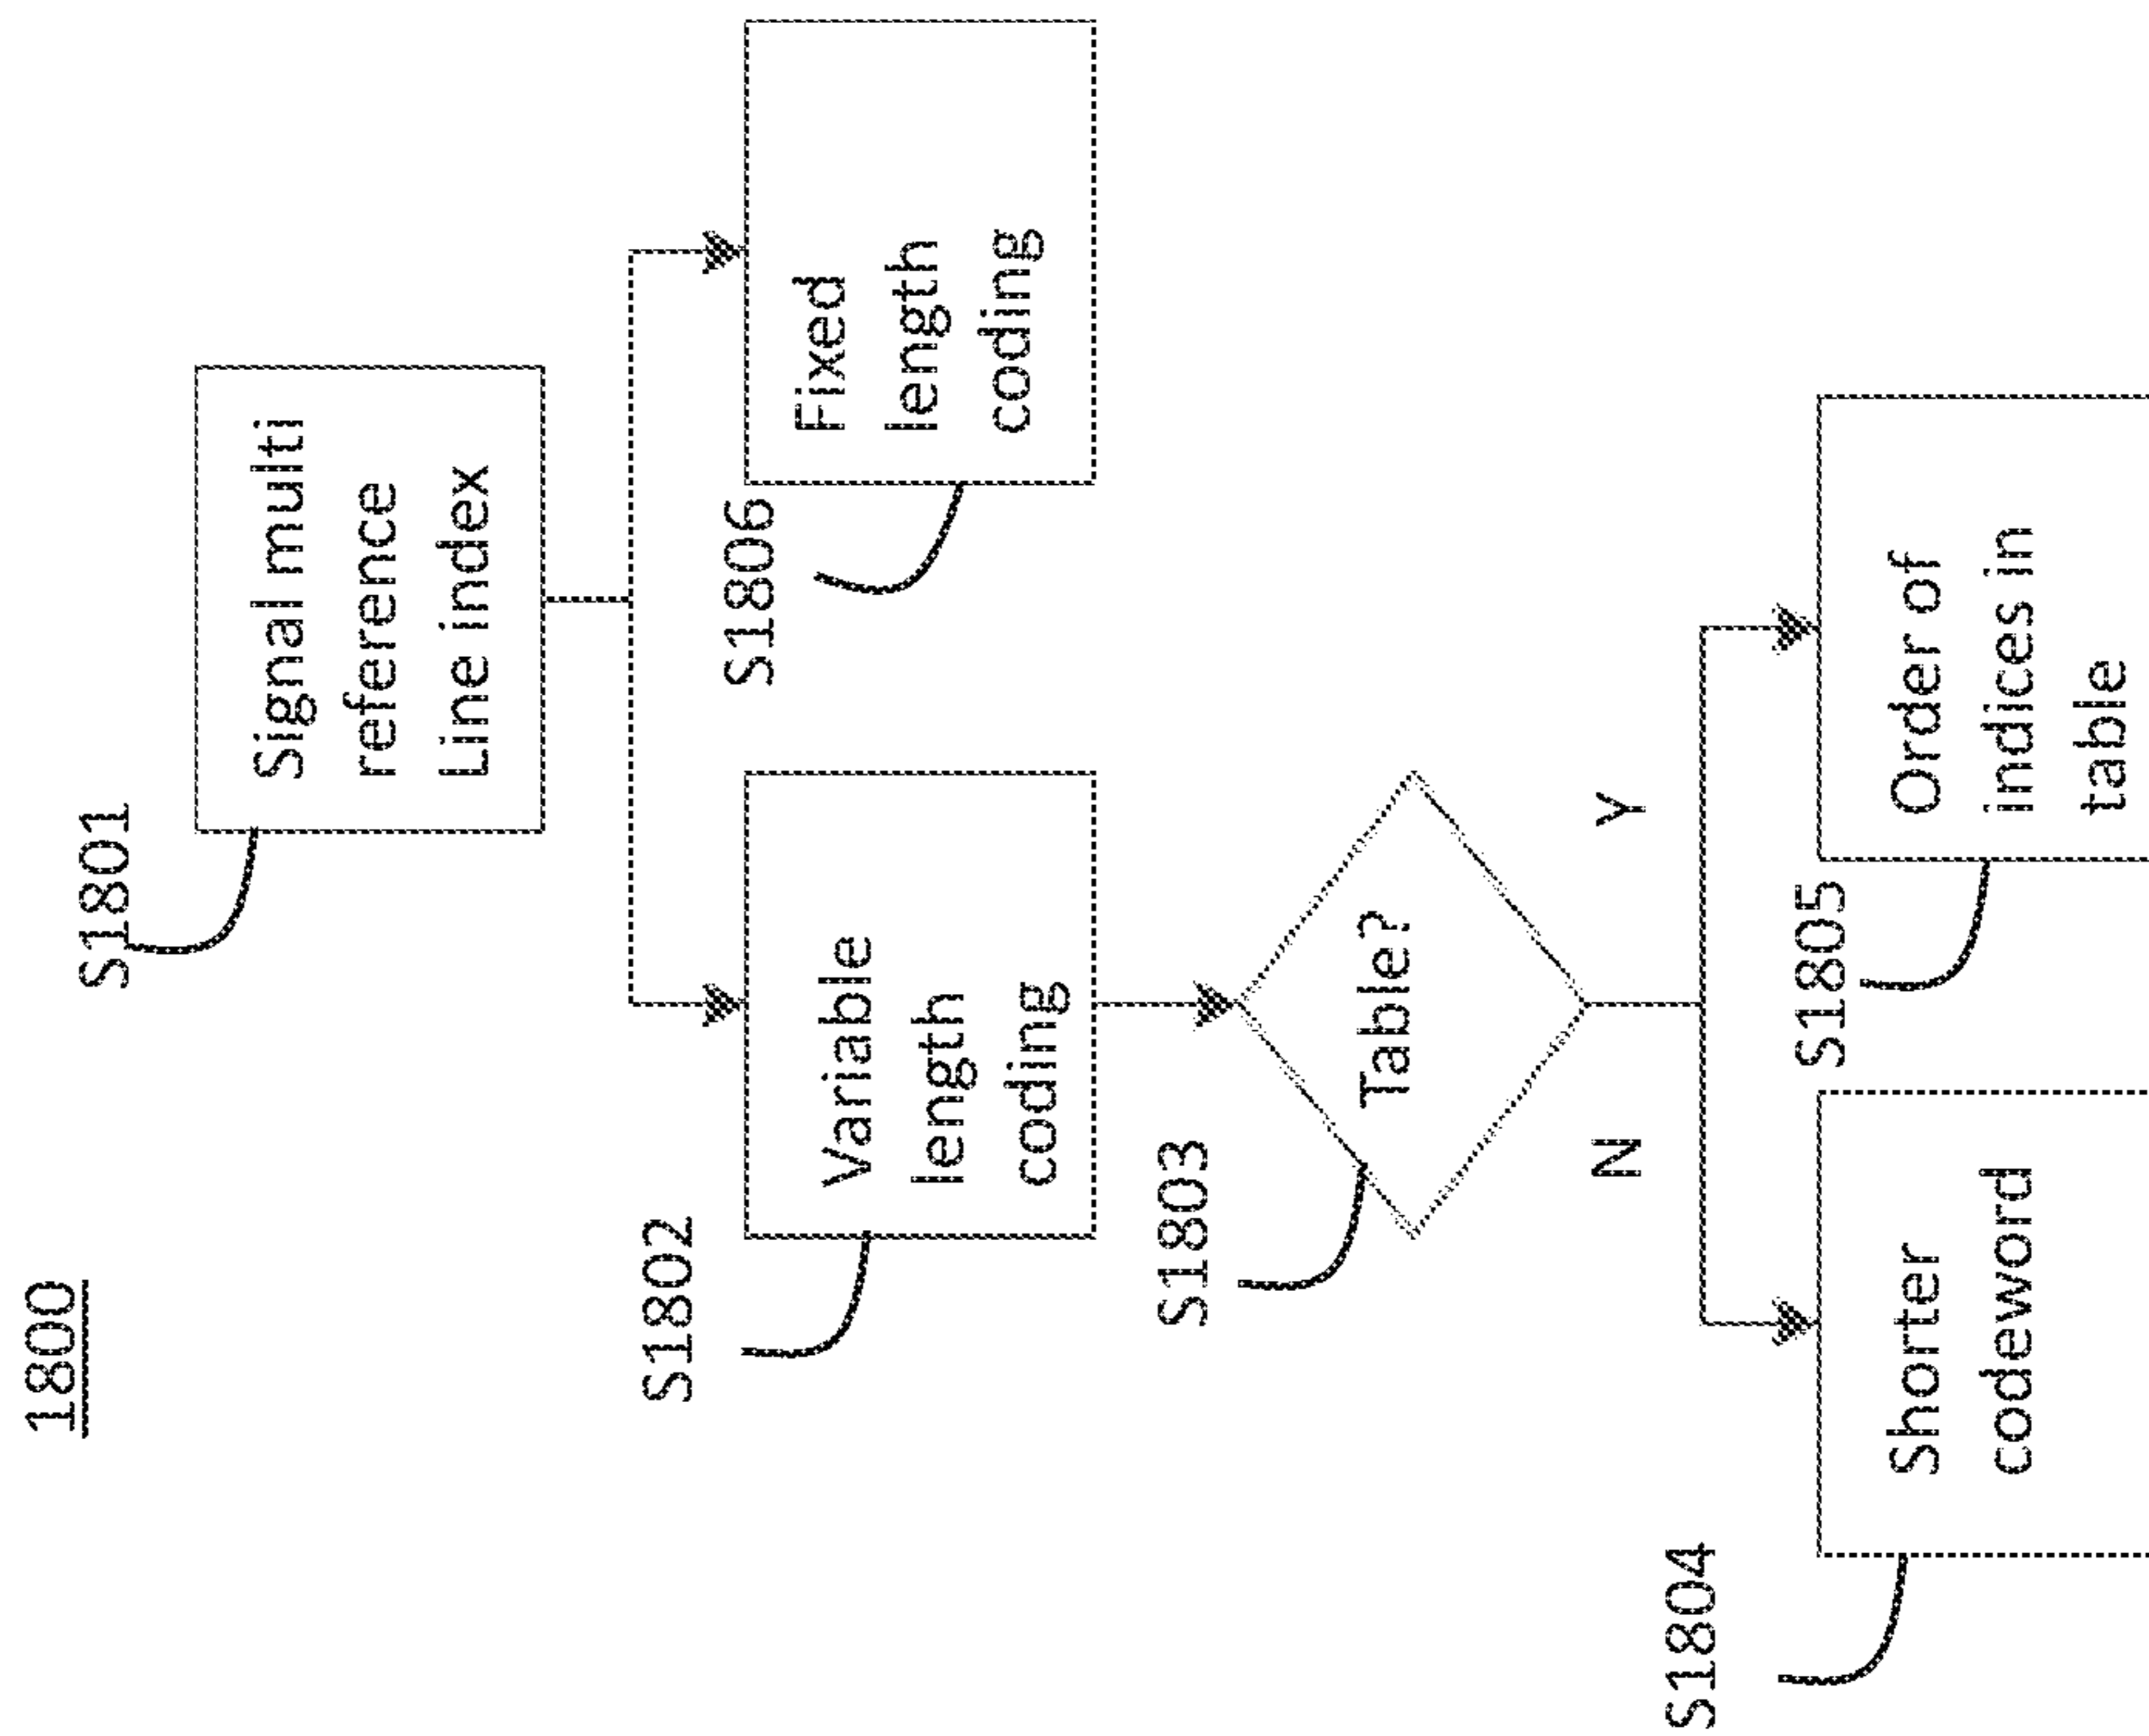 1800
S1801
Signal multi
reference
Line index
S1802
Variable
length
coding
S1806
Fixed
length
coding
S1803
Table?
N
Y
S1804
Shorter
codeword
S1805
Order of
indices in
table